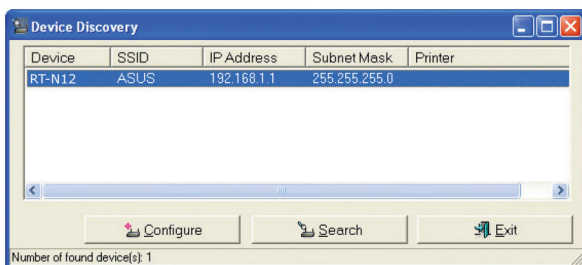 Device Discovery
Device SSID IP Address Subnet Mask Printer
RT-N12 ASUS 192.168.1.1 255.255.255.0
Configure Search Exit
Number of found device(s): 1